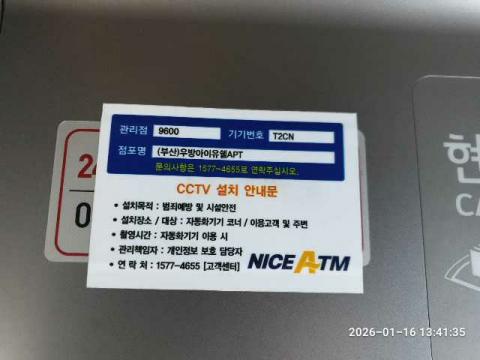 관리점 9600 기기번호 T2CN
점포명 (부산)우방아이유쉘APT
문의사항은 1577-4655로 연락주십시오.
CCTV 설치 안내문
• 설치목적 : 범죄예방 및 시설안전
• 설치장소 / 대상 : 자동화기기 코너 / 이용고객 및 주변
• 촬영시간 : 자동화기기 이용 시
• 관리책임자 : 개인정보 보호 담당자
• 연 락 처 : 1577-4655 [고객센터]
NICE ATM
24
0
현
CA
2026-01-16 13:41:35